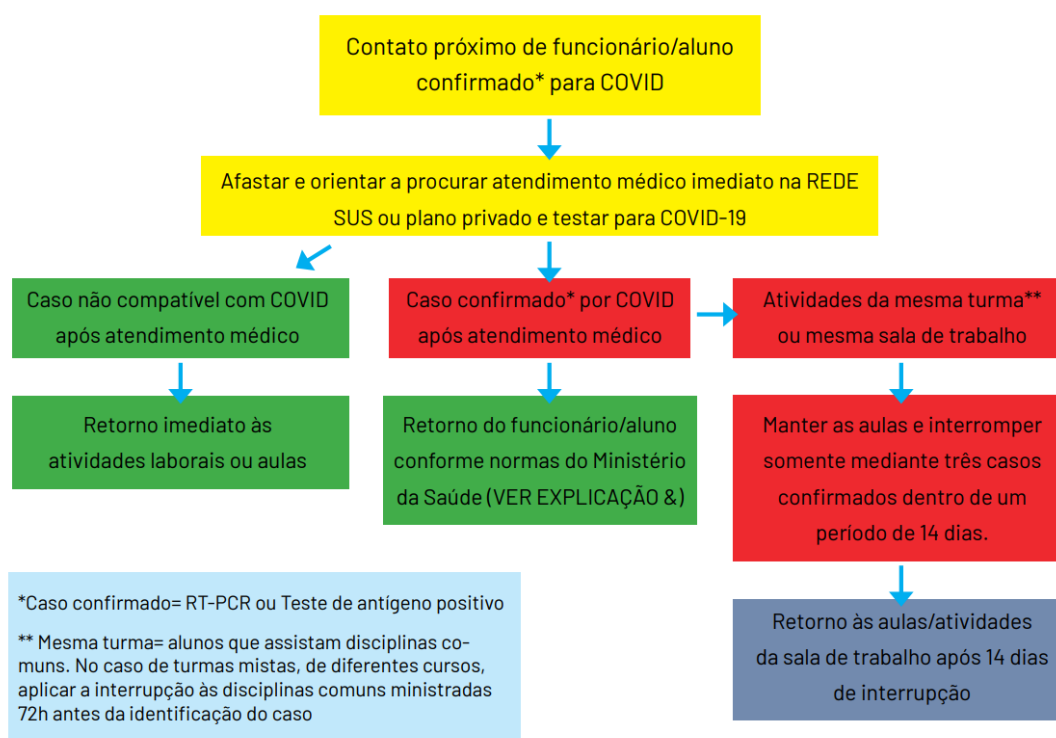 Contato próximo de funcionário/aluno
confirmado* para COVID
Afastar e orientar a procurar atendimento médico imediato na REDE
SUS ou plano privado e testar para COVID-19
Caso não compatível com COVID
após atendimento médico
Caso confirmado* por COVID
após atendimento médico
Atividades da mesma turma**
ou mesma sala de trabalho
Retorno imediato às
atividades laborais ou aulas
Retorno do funcionário/aluno
conforme normas do Ministério
da Saúde (VER EXPLICAÇÃO &)
Manter as aulas e interromper
somente mediante três casos
confirmados dentro de um
período de 14 dias.
*Caso confirmado= RT-PCR ou Teste de antígeno positivo
** Mesma turma= alunos que assistam disciplinas co-
muns. No caso de turmas mistas, de diferentes cursos,
aplicar a interrupção às disciplinas comuns ministradas
72h antes da identificação do caso
Retorno às aulas/atividades
da sala de trabalho após 14 dias
de interrupção